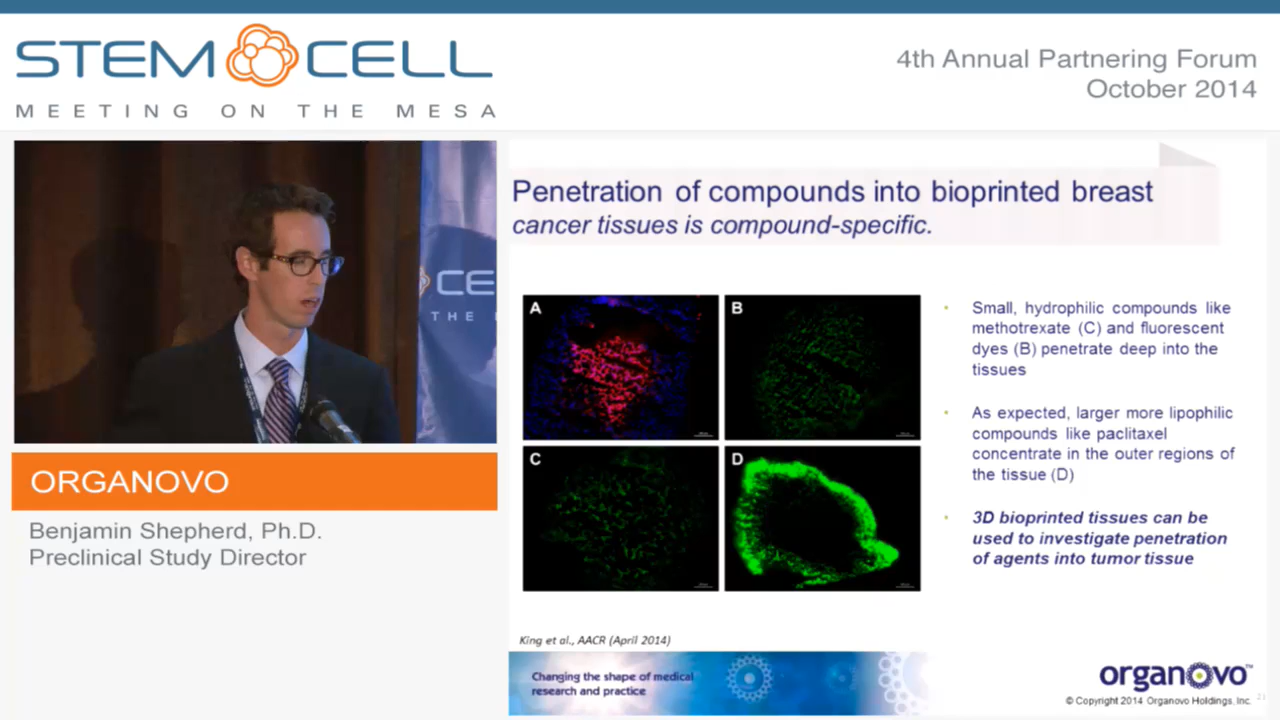 STEM CELL
MEETING ON THE MESA
4th Annual Partnering Forum
October 2014
CE
THE
ORGANOVO
Benjamin Shepherd, Ph.D.
Preclinical Study Director
Penetration of compounds into bioprinted breast
cancer tissues is compound-specific.
A
B
C
D
• Small, hydrophilic compounds like
methotrexate (C) and fluorescent
dyes (B) penetrate deep into the
tissues
• As expected, larger more lipophilic
compounds like paclitaxel
concentrate in the outer regions of
the tissue (D)
• 3D bioprinted tissues can be
used to investigate penetration
of agents into tumor tissue
King et al., AACR (April 2014)
Changing the shape of medical
research and practice
organovo™
© Copyright 2014 Organovo Holdings, Inc.
21